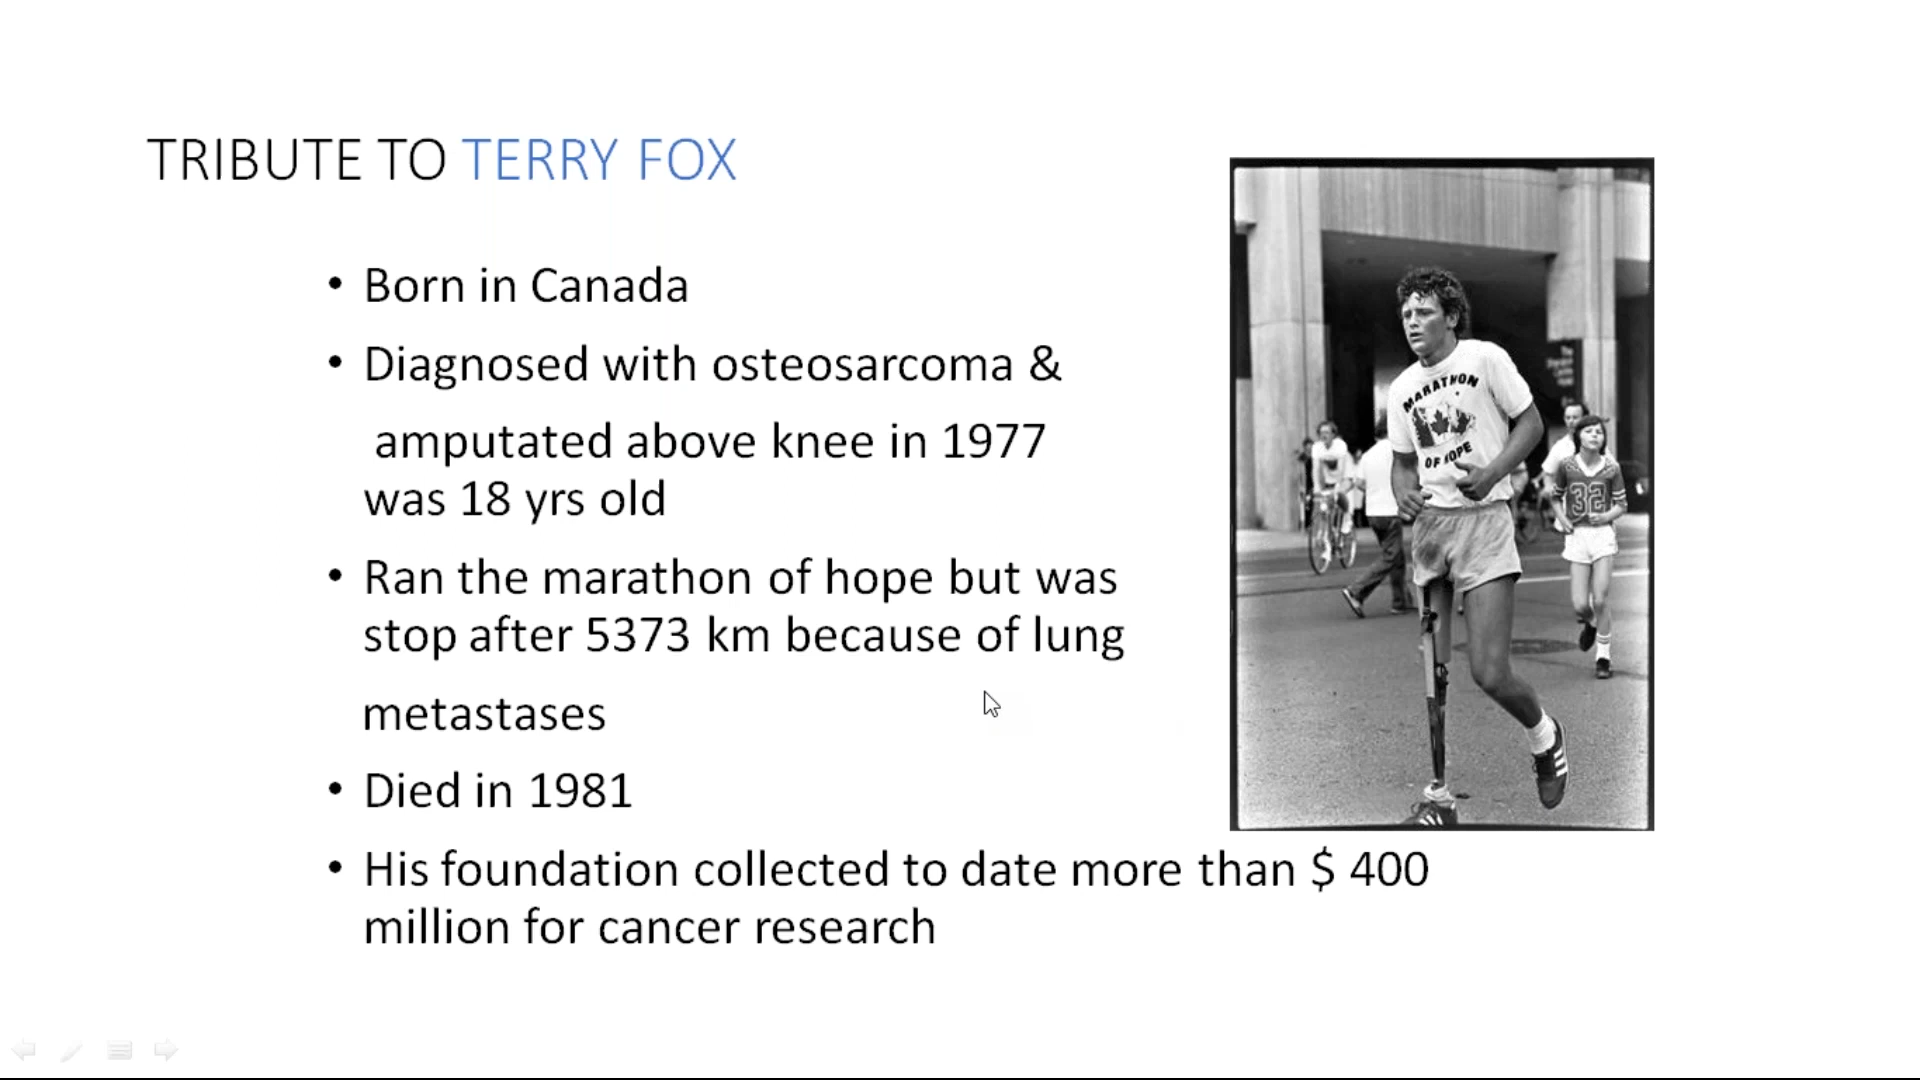 TRIBUTE TO TERRY FOX
• Born in Canada
• Diagnosed with osteosarcoma &
amputated above knee in 1977
was 18 yrs old
• Ran the marathon of hope but was
stop after 5373 km because of lung
metastases
• Died in 1981
• His foundation collected to date more than $ 400
million for cancer research
MARATHON
OF HOPE
32